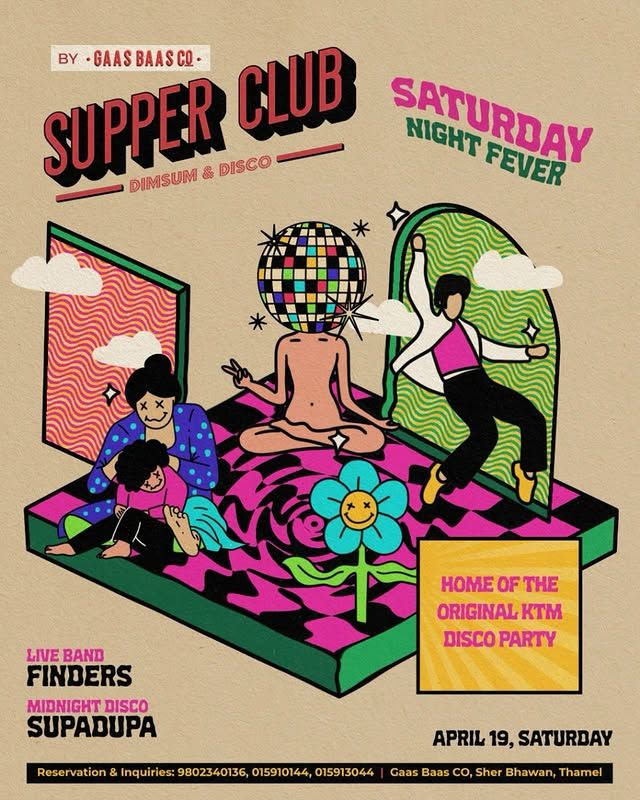 BY • GAAS BAAS CO •
SUPPER CLUB
DIMSUM & DISCO
SATURDAY
NIGHT FEVER
HOME OF THE
ORIGINAL KTM
DISCO PARTY
LIVE BAND
FINDERS
MIDNIGHT DISCO
SUPADUPA
APRIL 19, SATURDAY
Reservation & Inquiries: 9802340136, 015910144, 015913044 | Gaas Baas CO, Sher Bhawan, Thamel